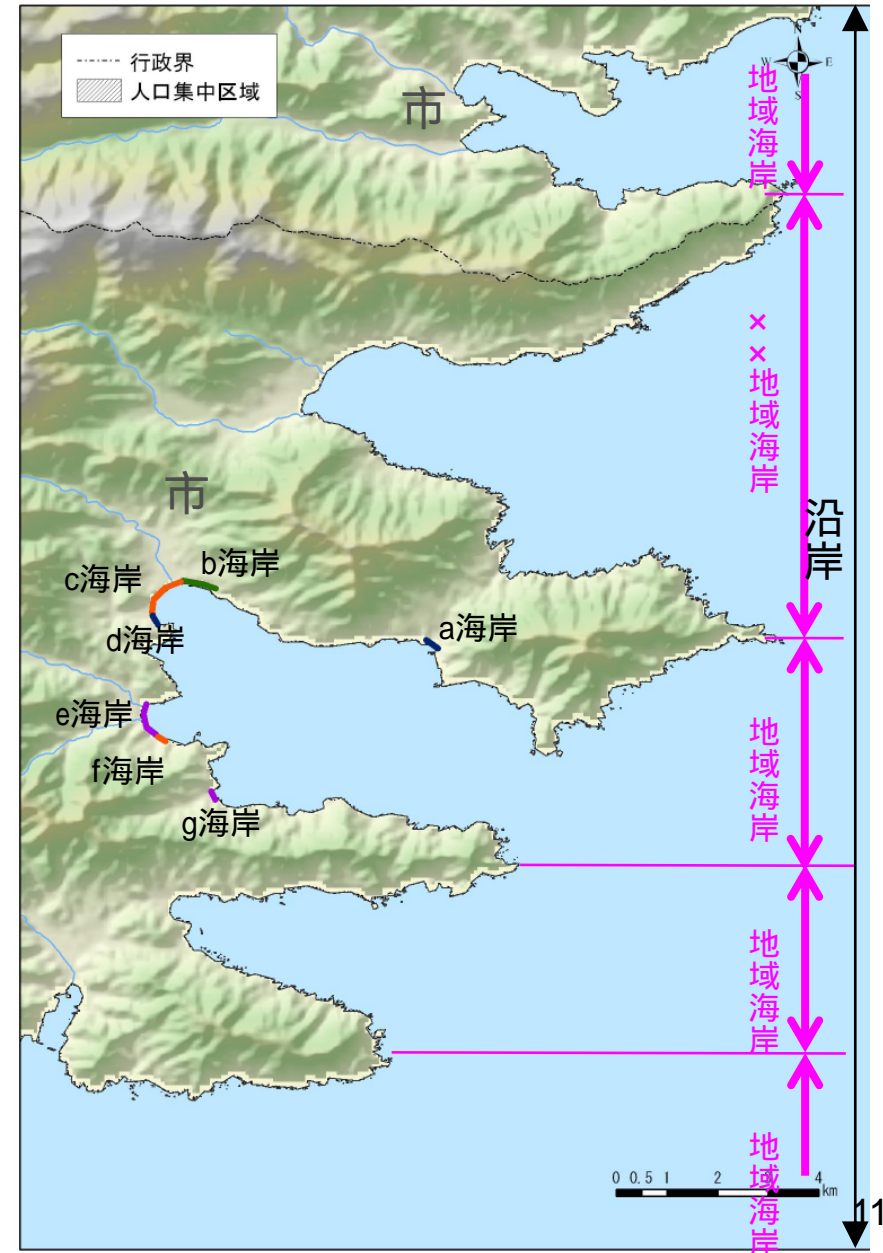 行政界
人口集中区域
N
W
E
S
市
地域海岸
××地域海岸
市
沿岸
b海岸
c海岸
a海岸
d海岸
e海岸
地域海岸
f海岸
g海岸
地域海岸
地域海岸
0 0.5 1 2 3 4
km
11